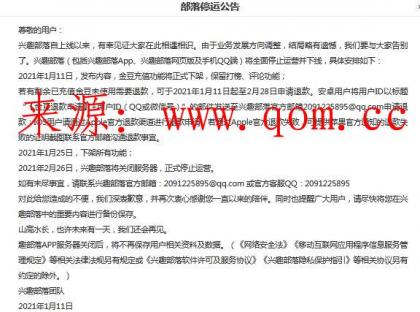 部落停运公告
尊敬的用户：
兴趣部落自上线以来，有幸见证大家在此相遇相识。由于业务发展方向调整，结局略有遗憾，我们要与大家告别
了。兴趣部落（包括兴趣部落App、兴趣部落网页版及手机QQ端）将会面停止运营并下线，具体安排如下：
2021年1月11日，发布内容，金豆充值功能将正式下架，保留打榜、评论功能；
若有剩余已充值金豆未使用需要退款，可于2021年1月11日起至2月28日申请退款。安卓用户将用户ID以标题
用户ID（QQ或微信号）
兴趣部落官方邮箱2091225895@qq.com申请退
Apple官方
的证明截图联系官方邮箱沟通退款事宜。
来源：www.qom.cc
2021年1月25日，下架所有功能；
2021年2月26日，兴趣部落将关闭服务器，正式停止运营。
如有未尽事宜，请联系兴趣部落官方邮箱：2091225895@qq.com 或官方客服QQ：2091225895
对此给您造成的不便，我们深表歉意，并再次衷心感谢您一直以来的陪伴。同时也提醒广大用户，请尽快将您在兴
趣部落中的重要内容进行备份保存。
山高水长，也许未来有一天，我们还会再见。
趣部落APP服务器关闭后，将不再保存用户相关资料及数据。（《网络安全法》《移动互联网应用程序信息服务管
理规定》等相关法律法规另有规定或《兴趣部落软件许可及服务协议》《兴趣部落隐私保护指引》等相关协议另有
约定的除外。）
兴趣部落团队
2021年1月11日